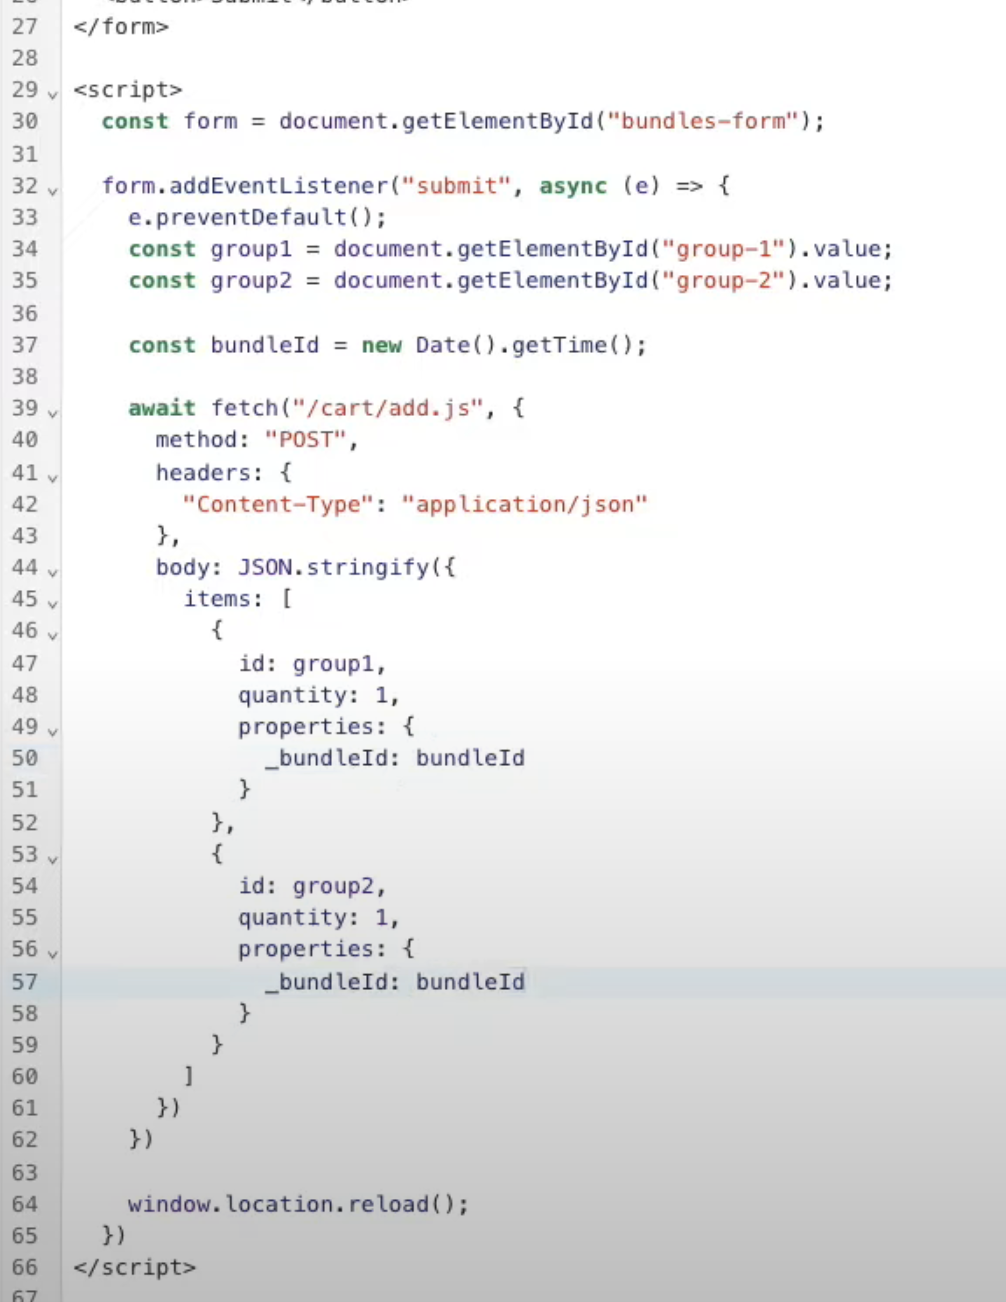 26 <button>Submit</button>
27 </form>
28
29 <script>
30 const form = document.getElementById("bundles-form");
31
32 form.addEventListener("submit", async (e) => {
33 e.preventDefault();
34 const group1 = document.getElementById("group-1").value;
35 const group2 = document.getElementById("group-2").value;
36
37 const bundleId = new Date().getTime();
38
39 await fetch("/cart/add.js", {
40 method: "POST",
41 headers: {
42 "Content-Type": "application/json"
43 },
44 body: JSON.stringify({
45 items: [
46 {
47 id: group1,
48 quantity: 1,
49 properties: {
50 _bundleId: bundleId
51 }
52 },
53 {
54 id: group2,
55 quantity: 1,
56 properties: {
57 _bundleId: bundleId
58 }
59 }
60 ]
61 })
62 })
63
64 window.location.reload();
65 })
66 </script>
67